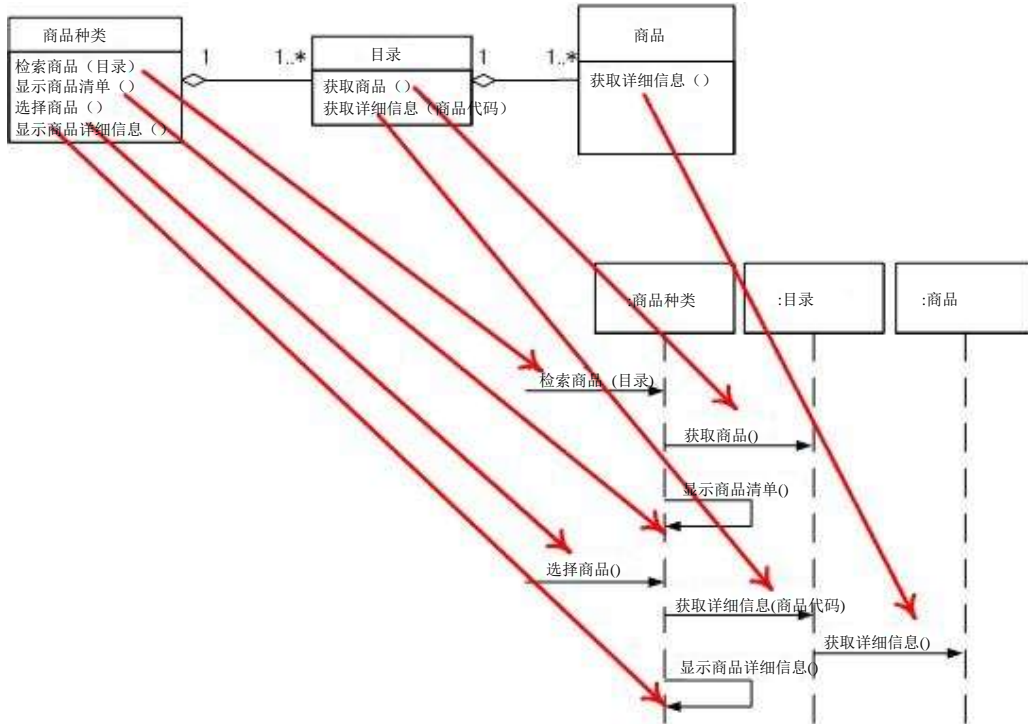 商品种类
检索商品（目录）
显示商品清单（）
选择商品（）
显示商品详细信息（）
1
1..*
目录
获取商品（）
获取详细信息（商品代码）
1
1..*
商品
获取详细信息（）
:商品种类
:目录
:商品
检索商品 (目录)
获取商品()
显示商品清单()
选择商品()
获取详细信息(商品代码)
获取详细信息()
显示商品详细信息()